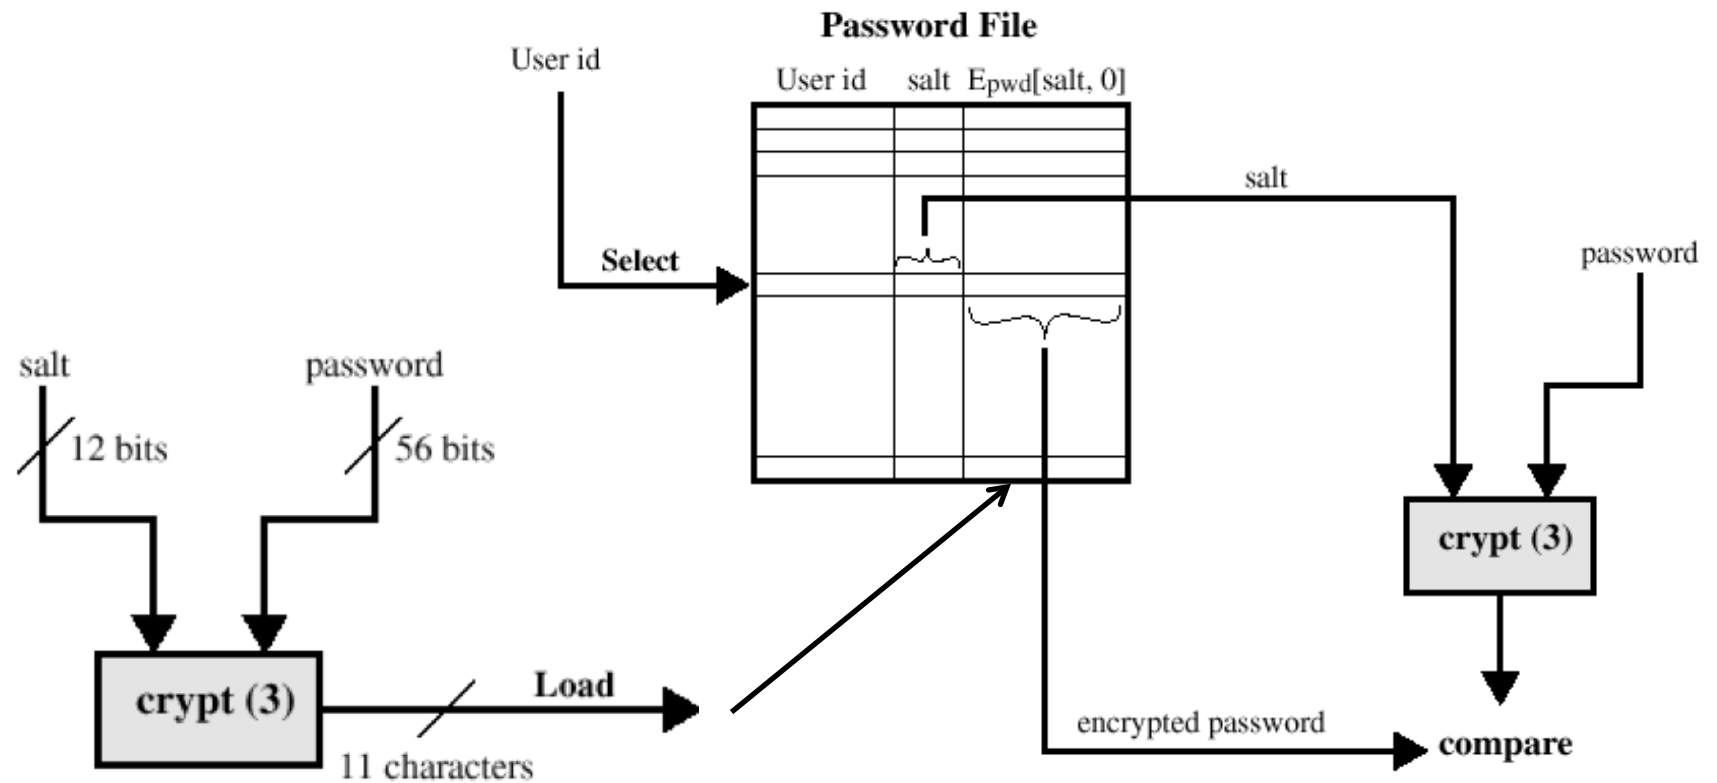 Password File
User id
User id salt Epwd[salt, 0]
salt
Select
password
salt
password
12 bits
56 bits
crypt (3)
crypt (3)
Load
11 characters
encrypted password
compare